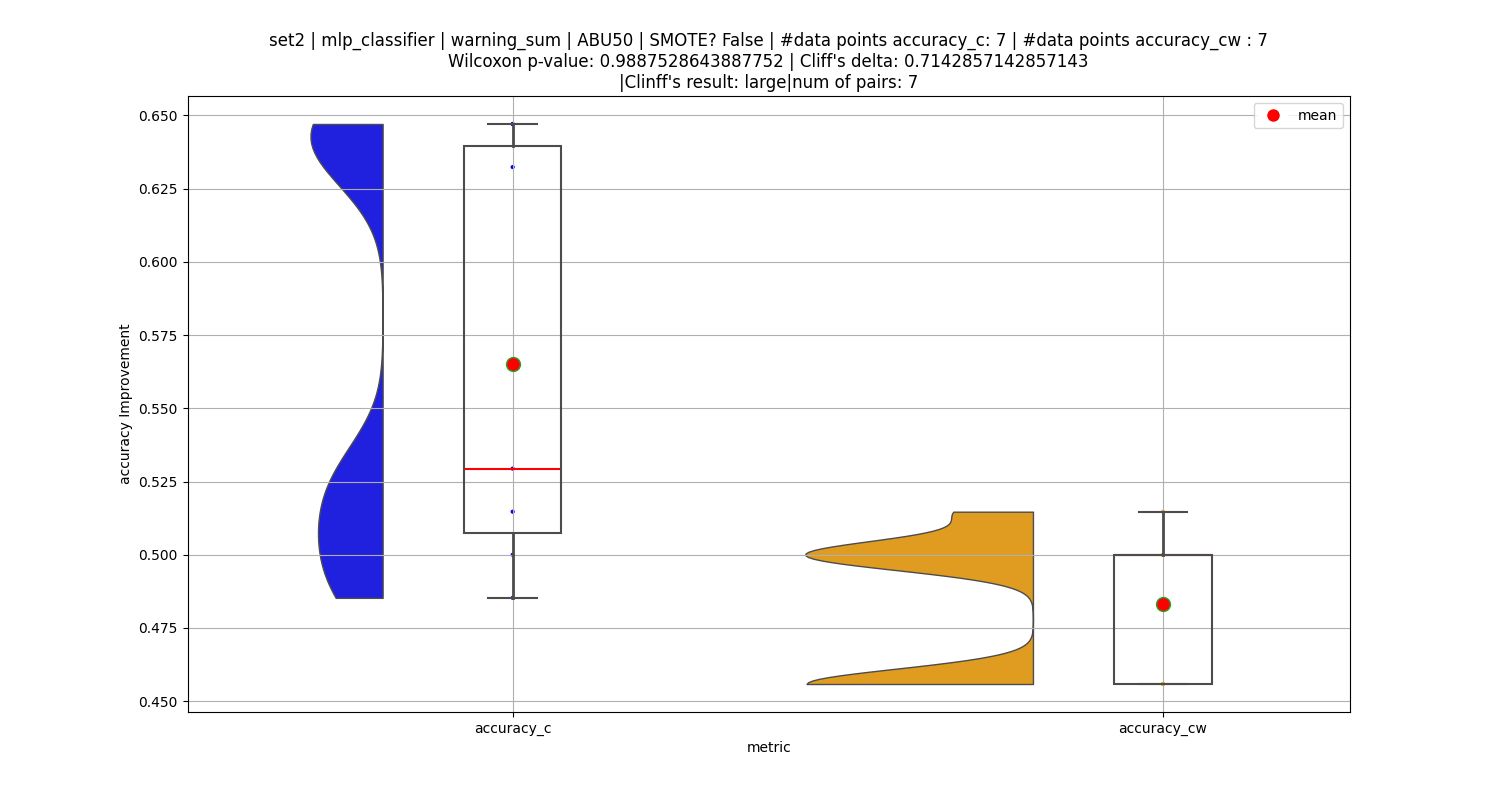 set2 | mlp_classifier | warning_sum | ABU50 | SMOTE? False | #data points accuracy_c: 7 | #data points accuracy_cw : 7
Wilcoxon p-value: 0.9887528643887752 | Cliff's delta: 0.7142857142857143
|Clinff's result: large|num of pairs: 7
mean
0.650
0.625
0.600
0.575
0.550
0.525
0.500
0.475
0.450
accuracy Improvement
accuracy_c
accuracy_cw
metric